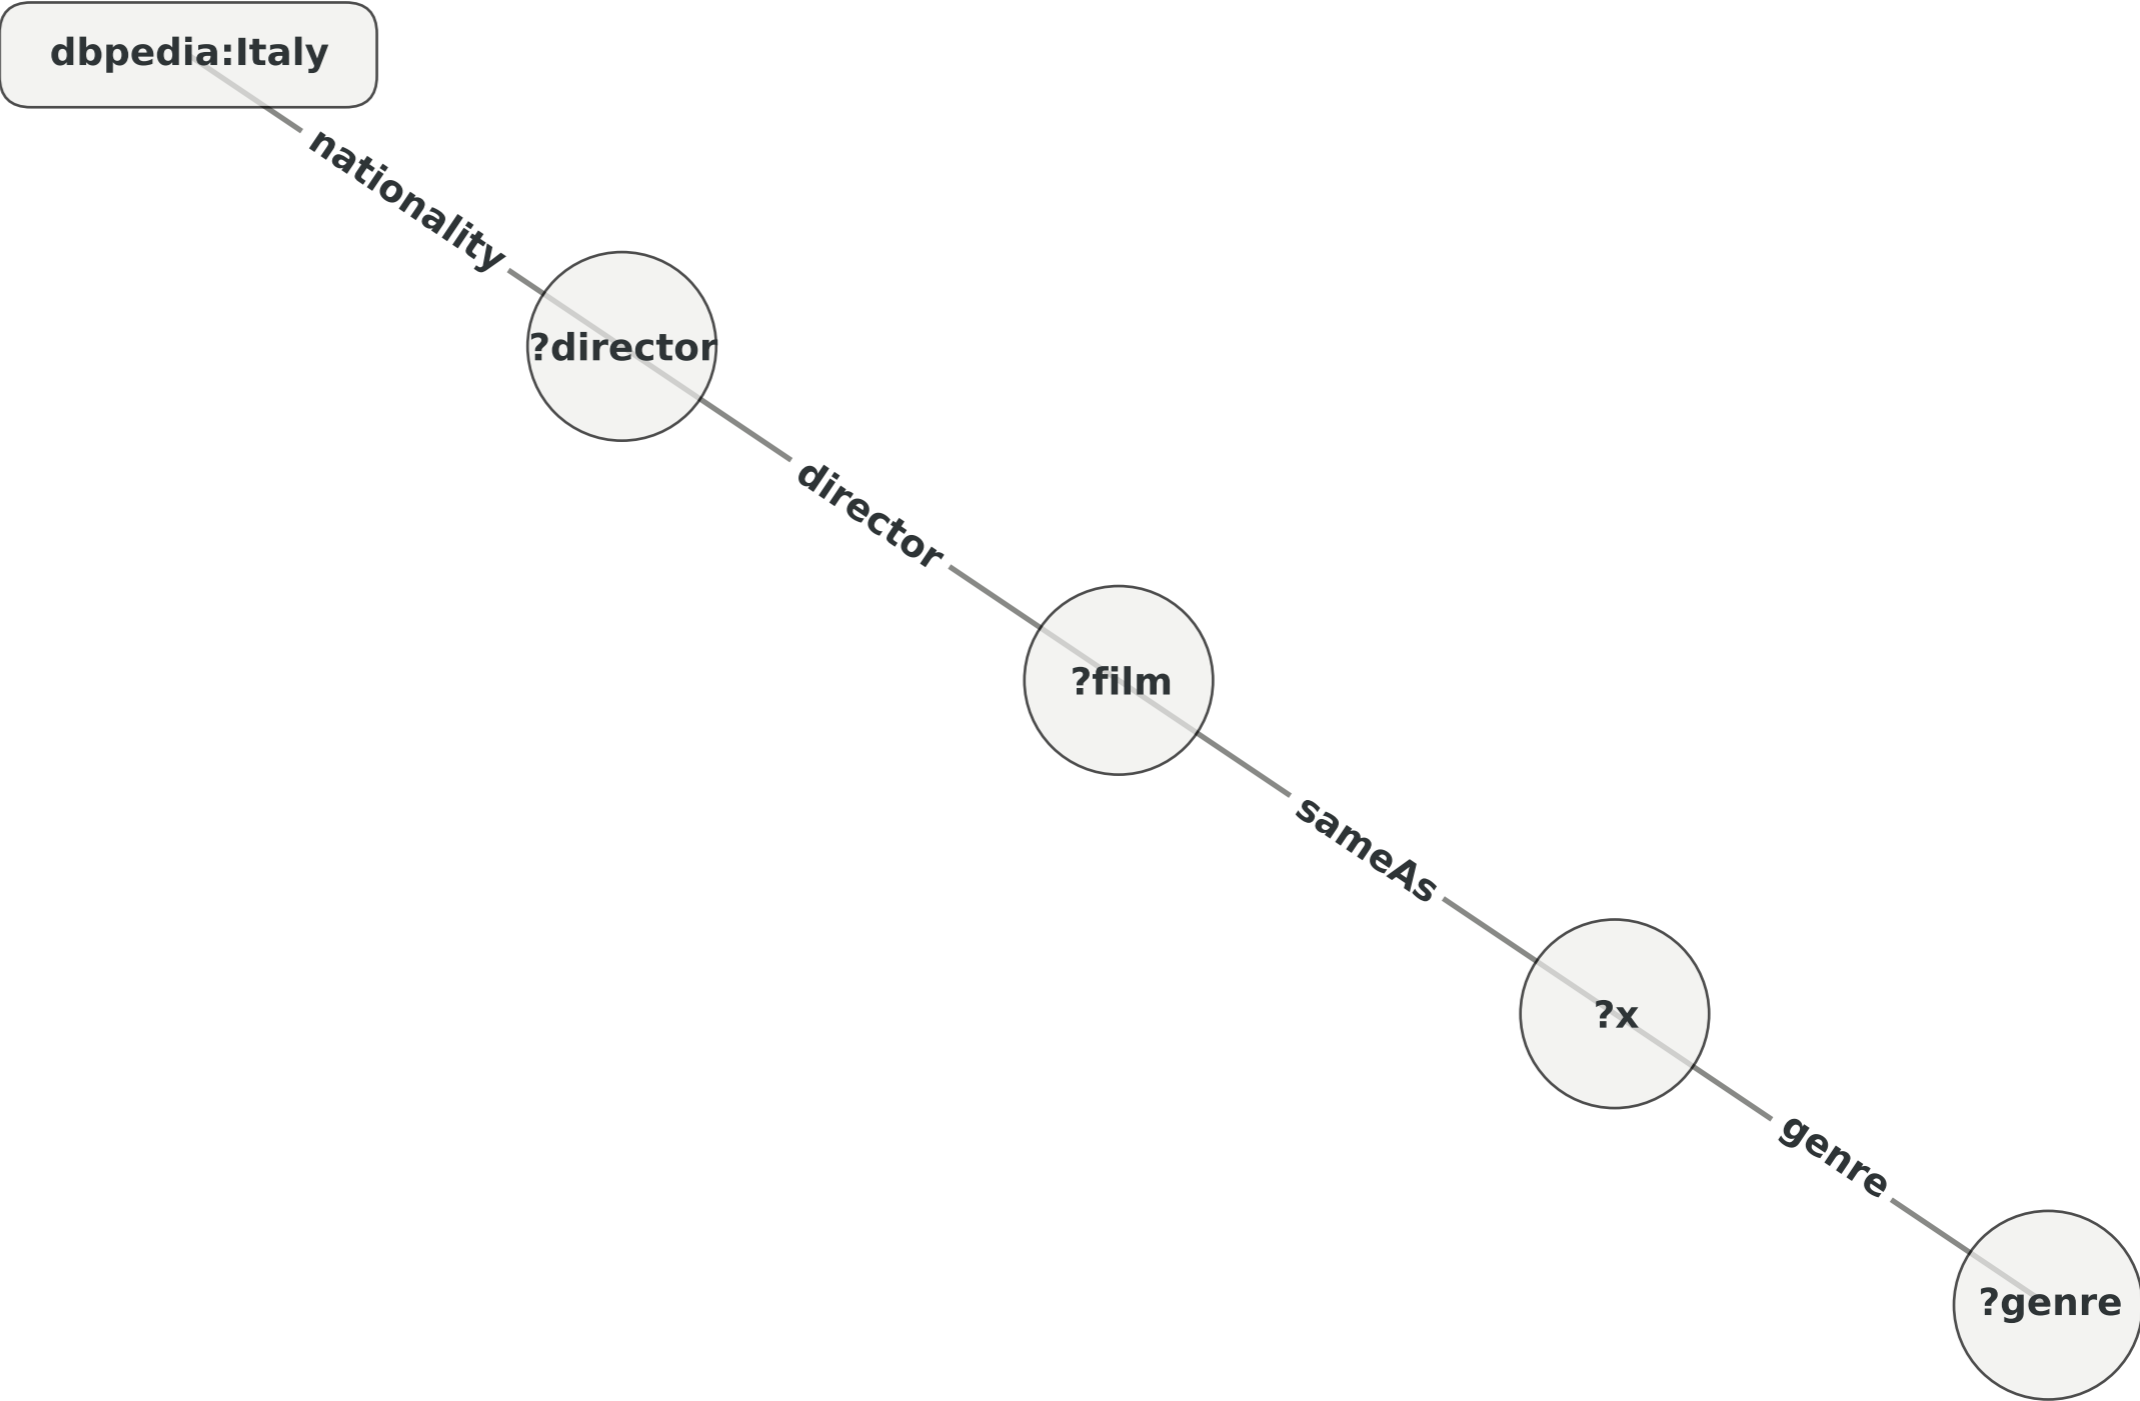 dbpedia:Italy
nationality
?director
director
?film
sameAs
?x
genre
?genre